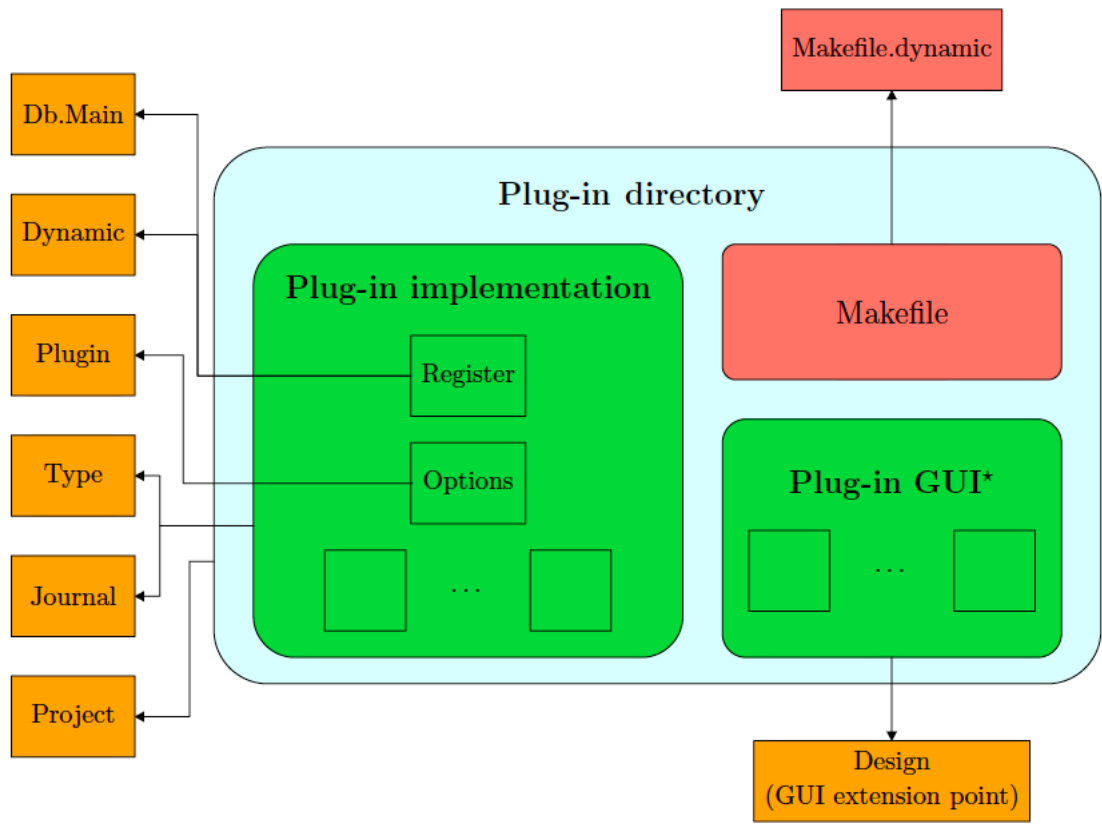 Makefile.dynamic
Db.Main
Plug-in directory
Dynamic
Plug-in implementation
Makefile
Plugin
Register
Type
Options
Plug-in GUI*
...
...
Journal
Project
Design
(GUI extension point)